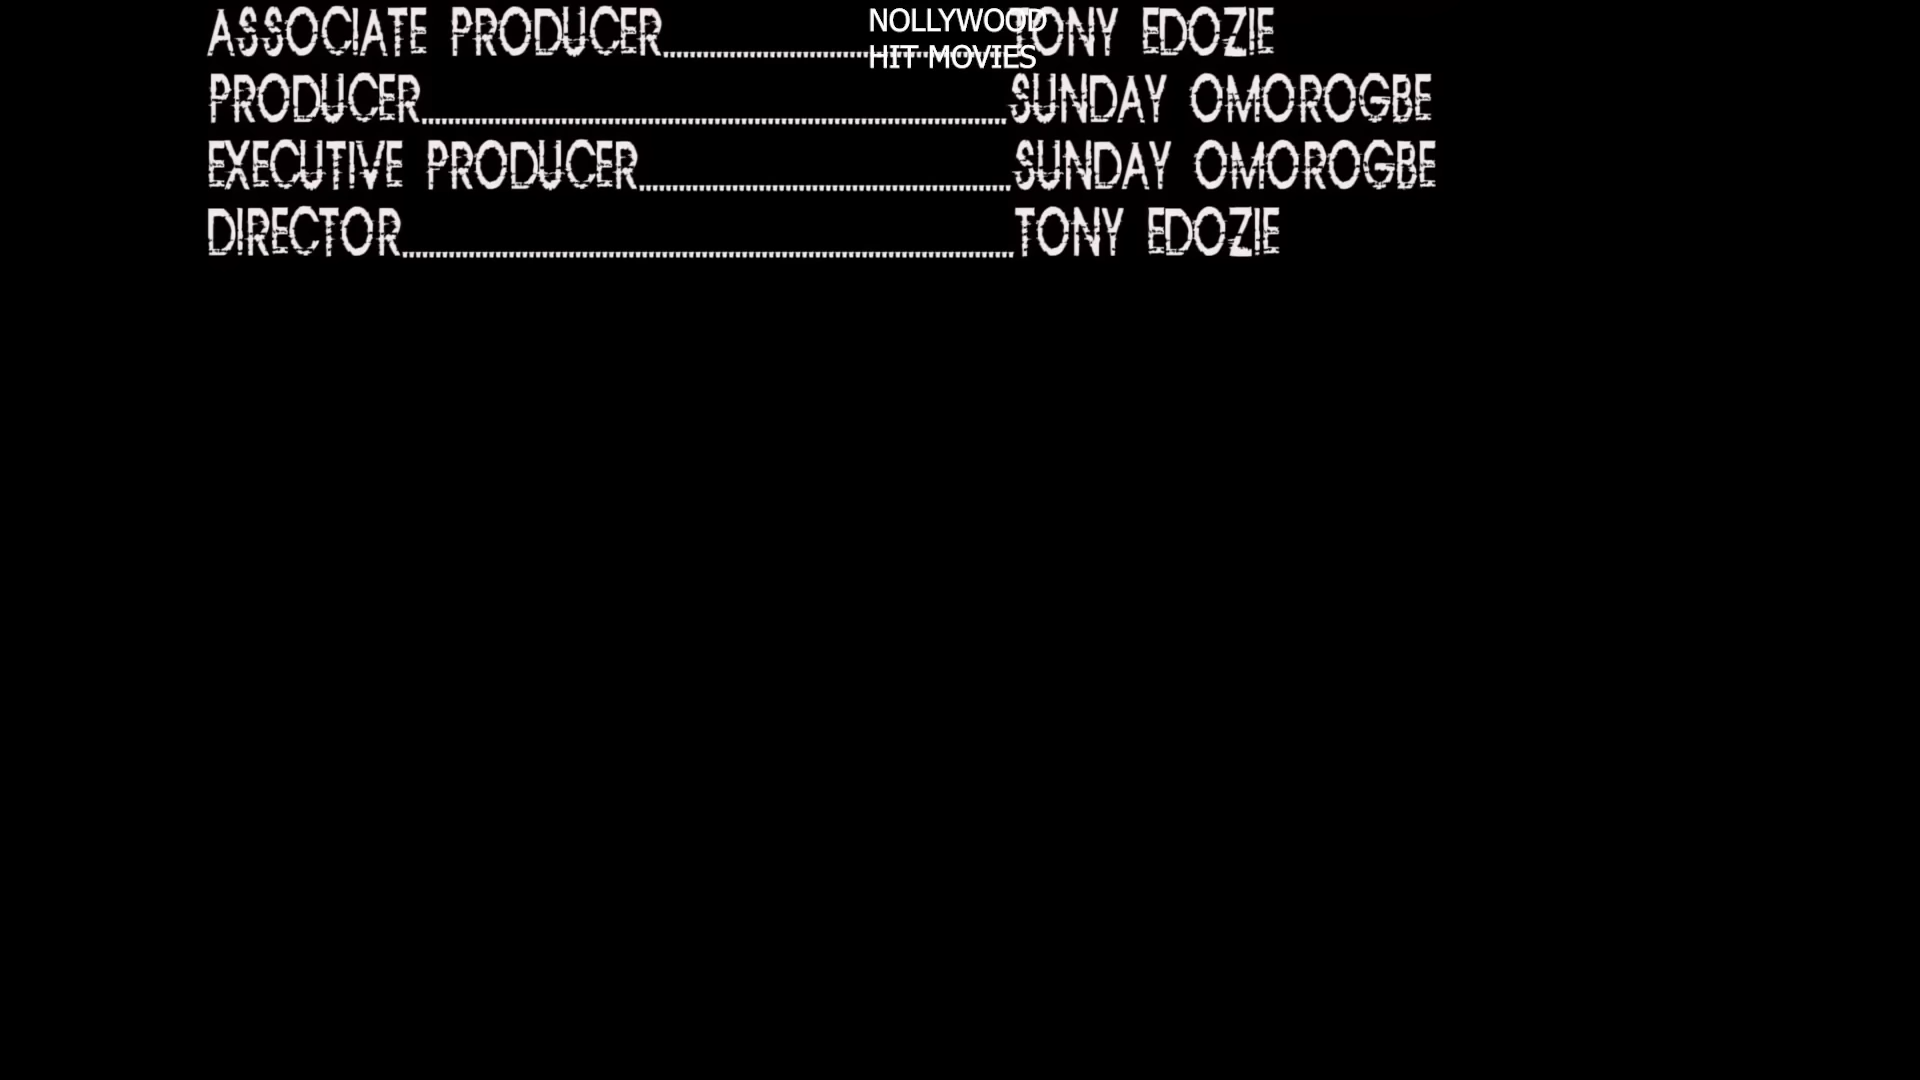 ASSOCIATE PRODUCER.......................................TONY EDOZIE
NOLLYWOOD
HIT MOVIES
PRODUCER..................................................................SUNDAY OMOROGBE
EXECUTIVE PRODUCER..........................................SUNDAY OMOROGBE
DIRECTOR.....................................................................TONY EDOZIE